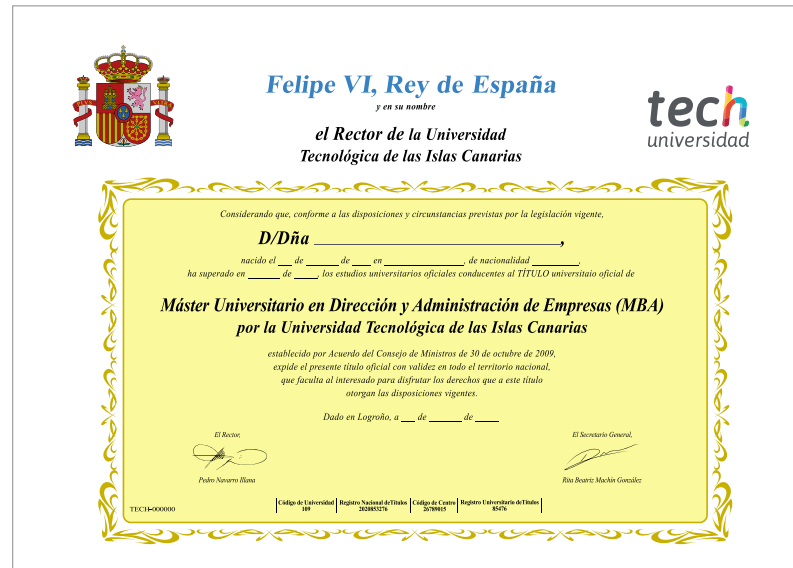 Felipe VI, Rey de España
y en su nombre
el Rector de la Universidad
Tecnológica de las Islas Canarias
tech
universidad
PLUS
VLTRA
Considerando que, conforme a las disposiciones y circunstancias previstas por la legislación vigente,
D/Dña ,
nacido el de de en , de nacionalidad ,
ha superado en de , los estudios universitarios oficiales conducentes al TÍTULO universitaio oficial de
Máster Universitario en Dirección y Administración de Empresas (MBA)
por la Universidad Tecnológica de las Islas Canarias
establecido por Acuerdo del Consejo de Ministros de 30 de octubre de 2009,
expide el presente título oficial con validez en todo el territorio nacional,
que faculta al interesado para disfrutar los derechos que a este título
otorgan las disposiciones vigentes.
Dado en Logroño, a de de
El Rector,
Pedro Navarro Illana
El Secretario General,
Rita Beatriz Machín González
TECH-000000
Código de Universidad
109
Registro Nacional deTítulos
2020853276
Código de Centro
26789015
Registro Universitario deTítulos
85476